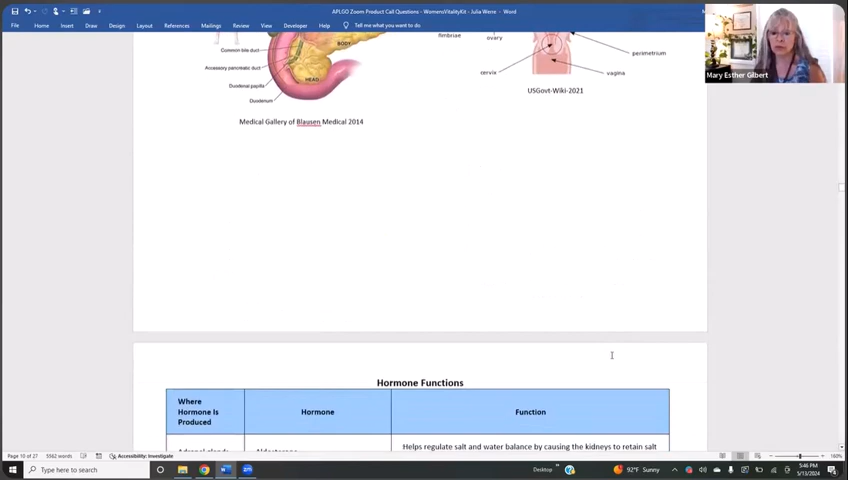 APLGO Zoom Product Call Questions - WomensVitalityKit - Julia Werce - Word
File Home Insert Draw Design Layout References Mailings Review View Developer Help Tell me what you want to do
Mary Esther Gilbert
BODY
Common bile duct
Accessory pancreatic duct
Duodenal papilla
HEAD
Duodenum
Medical Gallery of Blausen Medical 2014
fimbriae
ovary
perimetrium
cervix
vagina
USGovt-Wiki-2021
Hormone Functions
Where
Hormone Is
Produced
Hormone
Function
Adrenal glands
Aldosterone
Helps regulate salt and water balance by causing the kidneys to retain salt
Page 10 of 27 5562 words Accessibility: Investigate
180%
Type here to search
Desktop
92°F Sunny
5:46 PM
5/13/2024